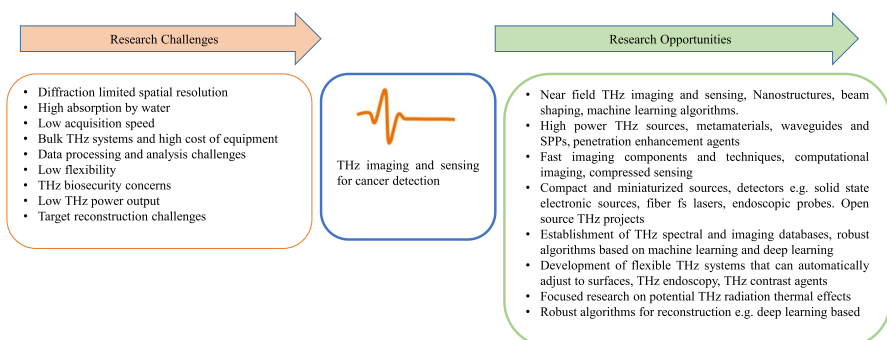 Research Challenges
• Diffraction limited spatial resolution
• High absorption by water
• Low acquisition speed
• Bulk THz systems and high cost of equipment
• Data processing and analysis challenges
• Low flexibility
• THz biosecurity concerns
• Low THz power output
• Target reconstruction challenges
THz imaging and sensing
for cancer detection
Research Opportunities
• Near field THz imaging and sensing, Nanostructures, beam
shaping, machine learning algorithms.
• High power THz sources, metamaterials, waveguides and
SPPs, penetration enhancement agents
• Fast imaging components and techniques, computational
imaging, compressed sensing
• Compact and miniaturized sources, detectors e.g. solid state
electronic sources, fiber fs lasers, endoscopic probes. Open
source THz projects
• Establishment of THz spectral and imaging databases, robust
algorithms based on machine learning and deep learning
• Development of flexible THz systems that can automatically
adjust to surfaces, THz endoscopy, THz contrast agents
• Focused research on potential THz radiation thermal effects
• Robust algorithms for reconstruction e.g. deep learning based